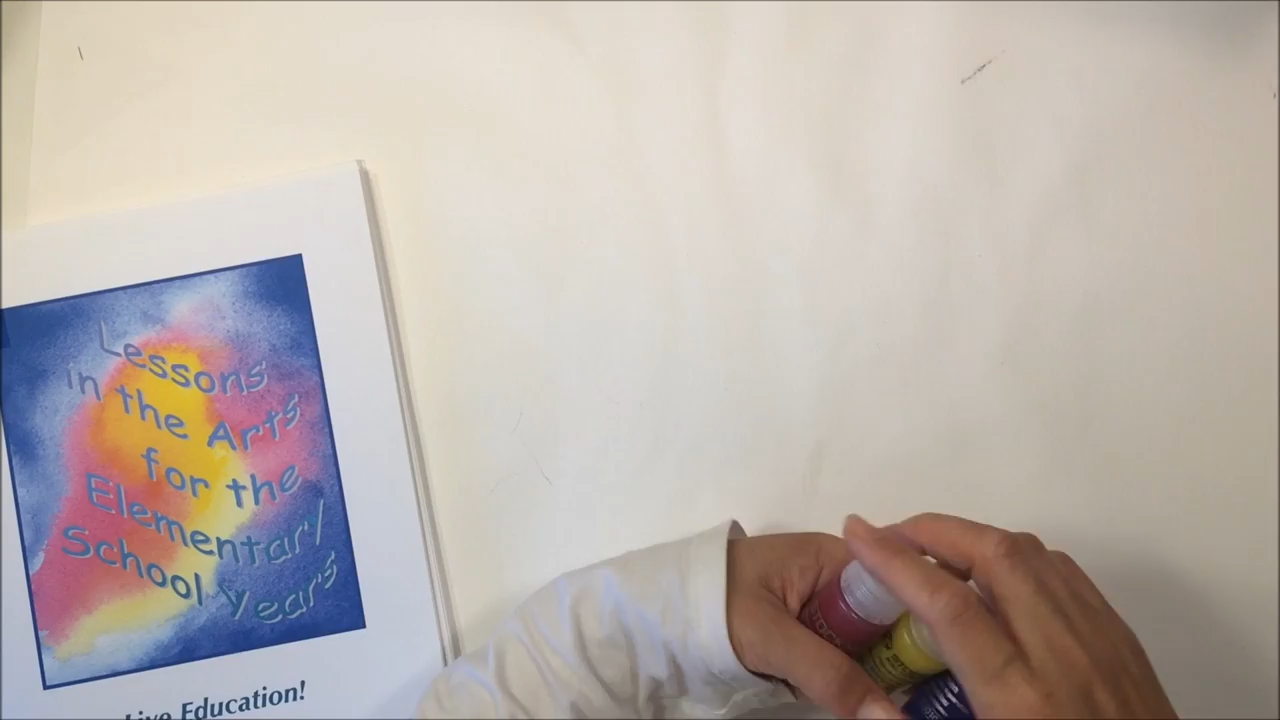 Lessons
in the Arts
for the
Elementary
School Years
Education!